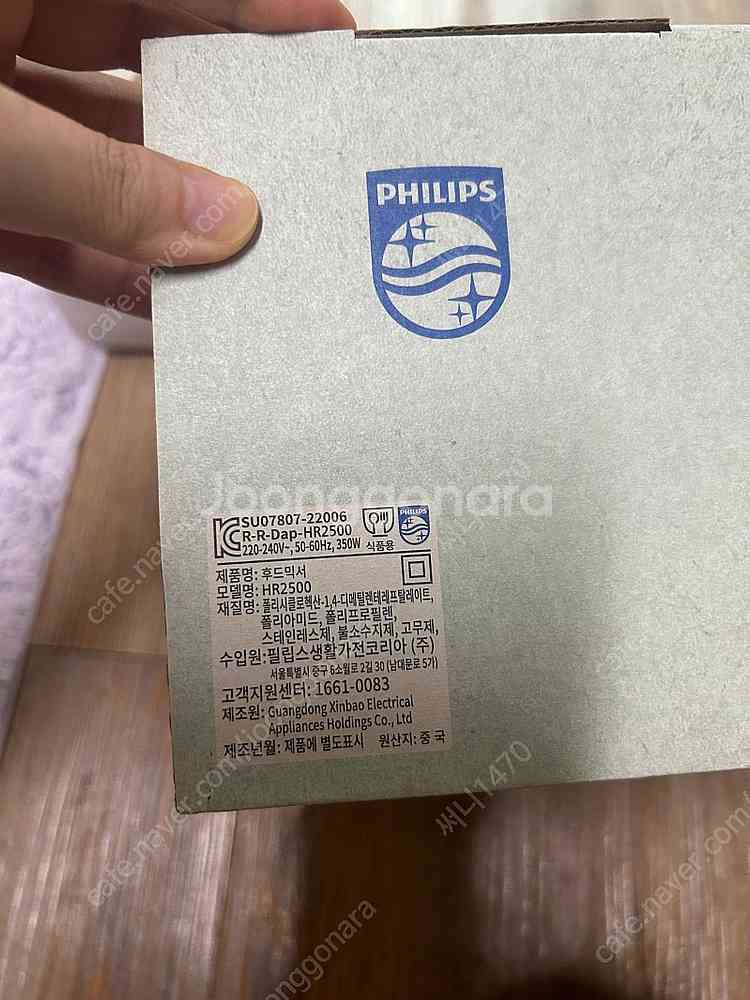 PHILIPS
Joonggonara
SU07807-22006
R-R-Dap-HR2500
220-240V~, 50-60Hz, 350W
식품용
PHILIPS
제품명: 후드믹서
모델명: HR2500
재질명: 폴리시클로헥산-1,4-디메틸렌테레프탈레이트,
폴리아미드, 폴리프로필렌,
스테인레스제, 불소수지제, 고무제,
수입원: 필립스생활가전코리아 (주)
서울특별시 중구 소월로 2길 30 (남대문로 5가)
고객지원센터: 1661-0083
제조원: Guangdong Xinbao Electrical
Appliances Holdings Co., Ltd
제조년월: 제품에 별도표시 원산지: 중 국
cafe.naver.com/joonggonara
써니1470
cafe.naver.com